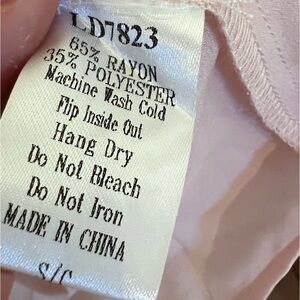 LD7823
65% RAYON
35% POLYESTER
Machine Wash Cold
Flip Inside Out
Hang Dry
Do Not Bleach
Do Not Iron
MADE IN CHINA